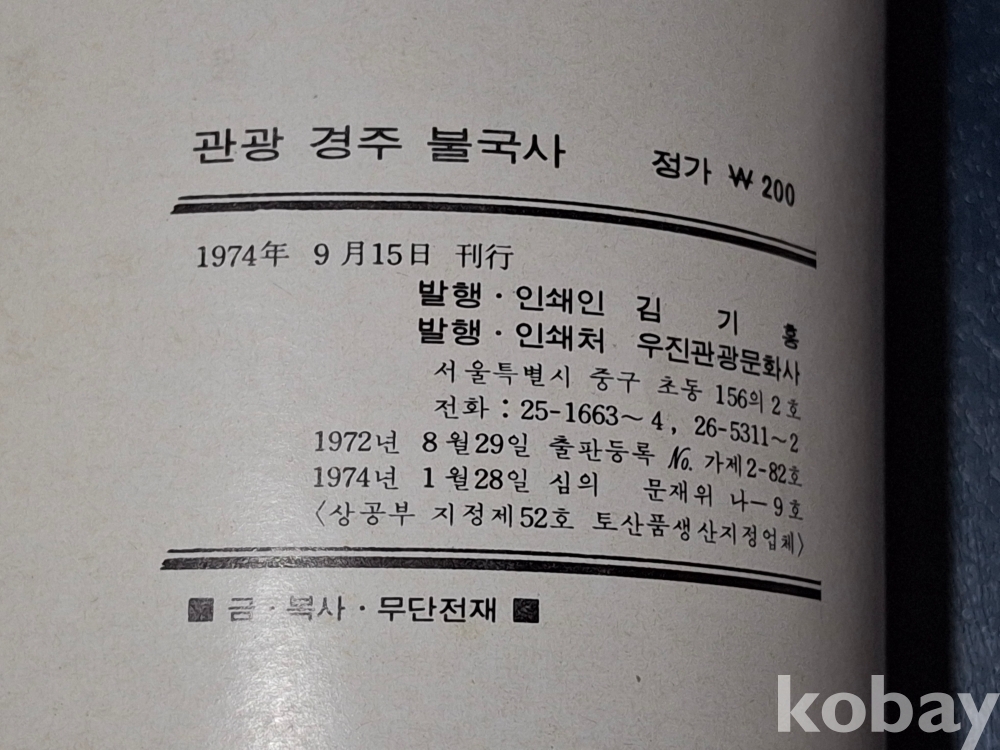 관광 경주 불국사 정가 ₩ 200
1974年 9月15日 刊行
발행·인쇄인 김 기 홍
발행·인쇄처 우진관광문화사
서울특별시 중구 초동 156의2호
전화 : 25-1663~4, 26-5311~2
1972년 8월29일 출판등록 No. 가제2-82호
1974년 1월28일 심의 문재위 나-9호
〈상공부 지정제52호 토산품생산지정업체〉
■ 금·복사·무단전재 ■
kobay